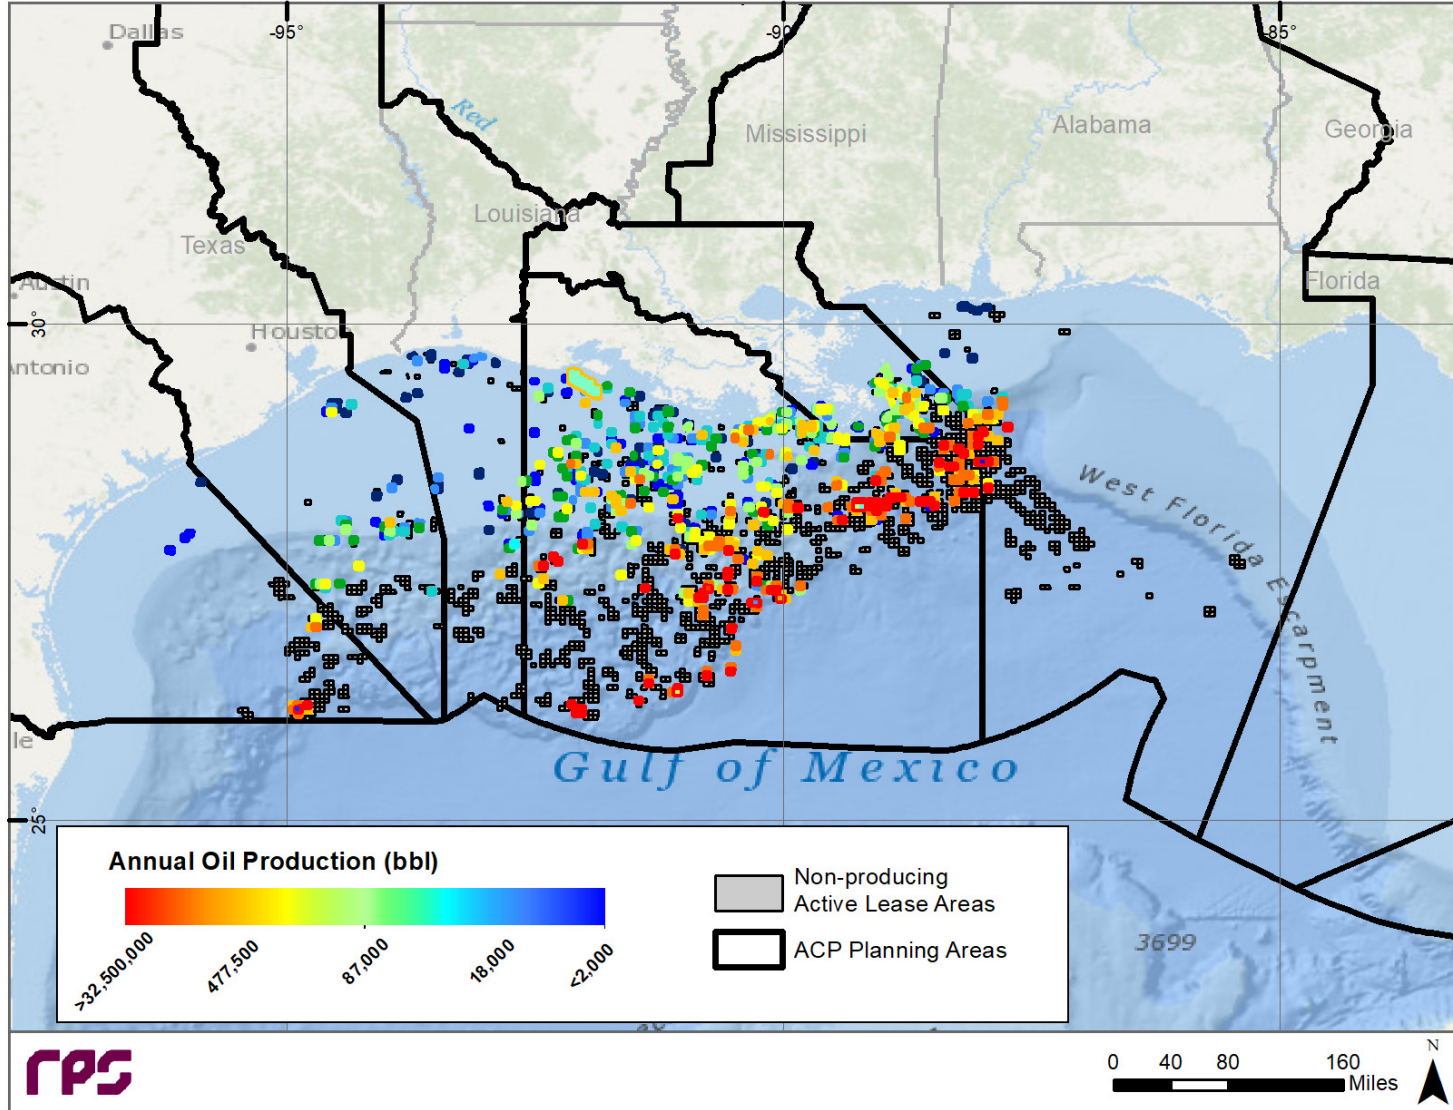 Dallas
-95°
-90°
-85°
Red
Mississippi
Alabama
Georgia
Louisiana
Texas
Austin
Florida
30°
Houston
ntonio
West Florida Escarpment
le
Gulf of Mexico
25°
Annual Oil Production (bbl)
>32,500,000
477,500
87,000
18,000
<2,000
Non-producing
Active Lease Areas
ACP Planning Areas
3699
rps
0 40 80 160
Miles
N